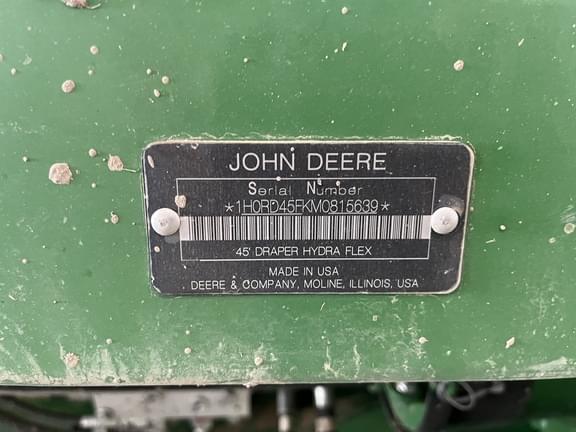 JOHN DEERE
Serial Number
*1H0RD45FKM0815639*
45' DRAPER HYDRA FLEX
MADE IN USA
DEERE & COMPANY, MOLINE, ILLINOIS, USA